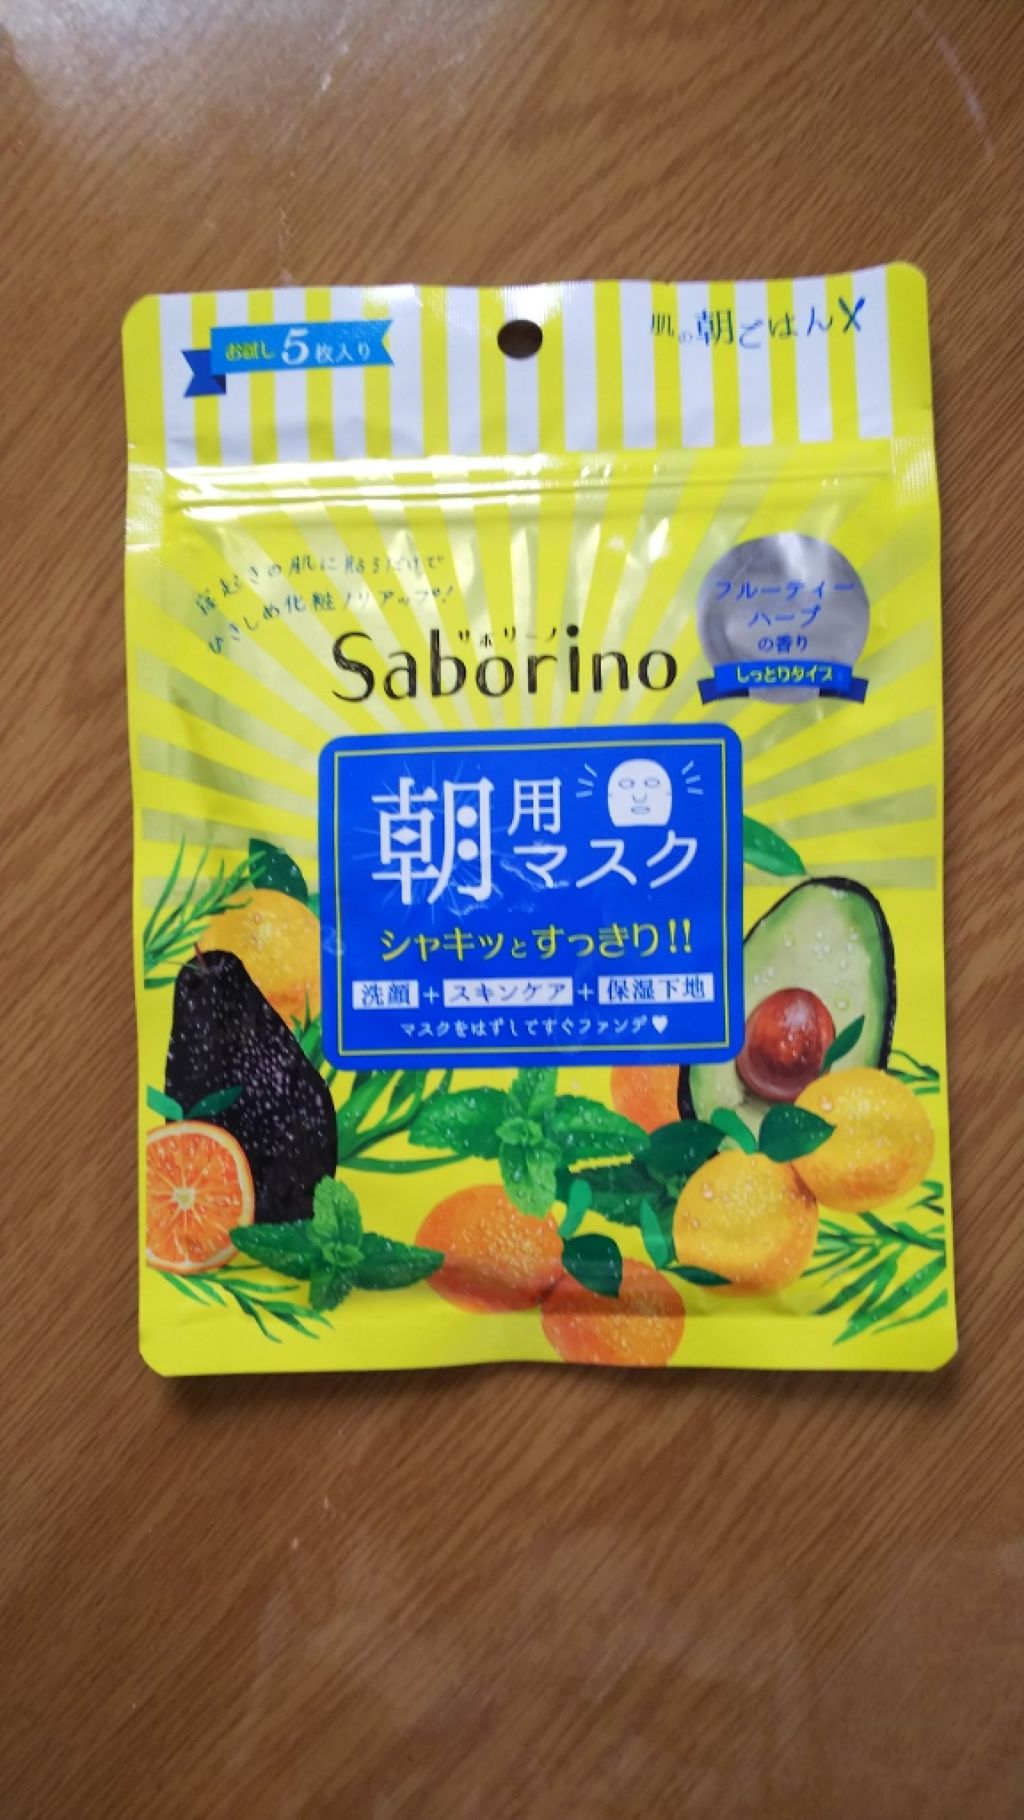 お試し5枚入り
肌の朝ごはん
寝起きの肌に貼るだけで
ひきしめ化粧ノリアップ!
サボリーノ
Saborino
フルーティー
ハーブ
の香り
しっとりタイプ
朝用マスク
シャキッとすっきり!!
洗顔+スキンケア+保湿下地
マスクをはずしてすぐファンデ♥